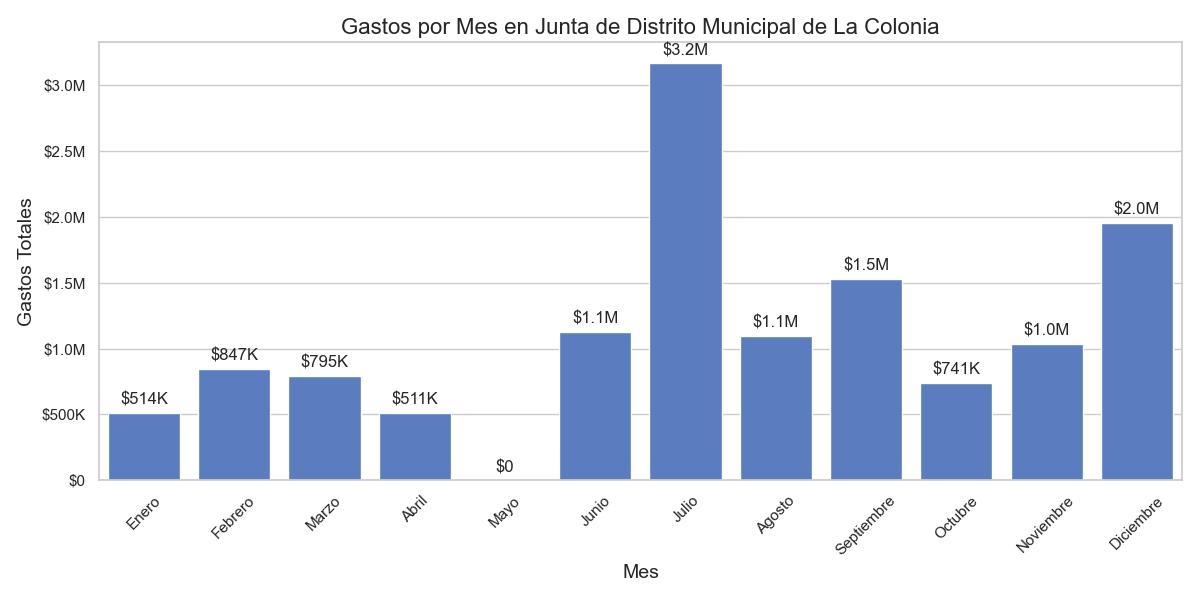 Gastos por Mes en Junta de Distrito Municipal de La Colonia
Gastos Totales
$3.0M
$2.5M
$2.0M
$1.5M
$1.0M
$500K
$0
$514K
$847K
$795K
$511K
$0
$1.1M
$3.2M
$1.1M
$1.5M
$741K
$1.0M
$2.0M
Enero
Febrero
Marzo
Abril
Mayo
Junio
Julio
Agosto
Septiembre
Octubre
Noviembre
Diciembre
Mes